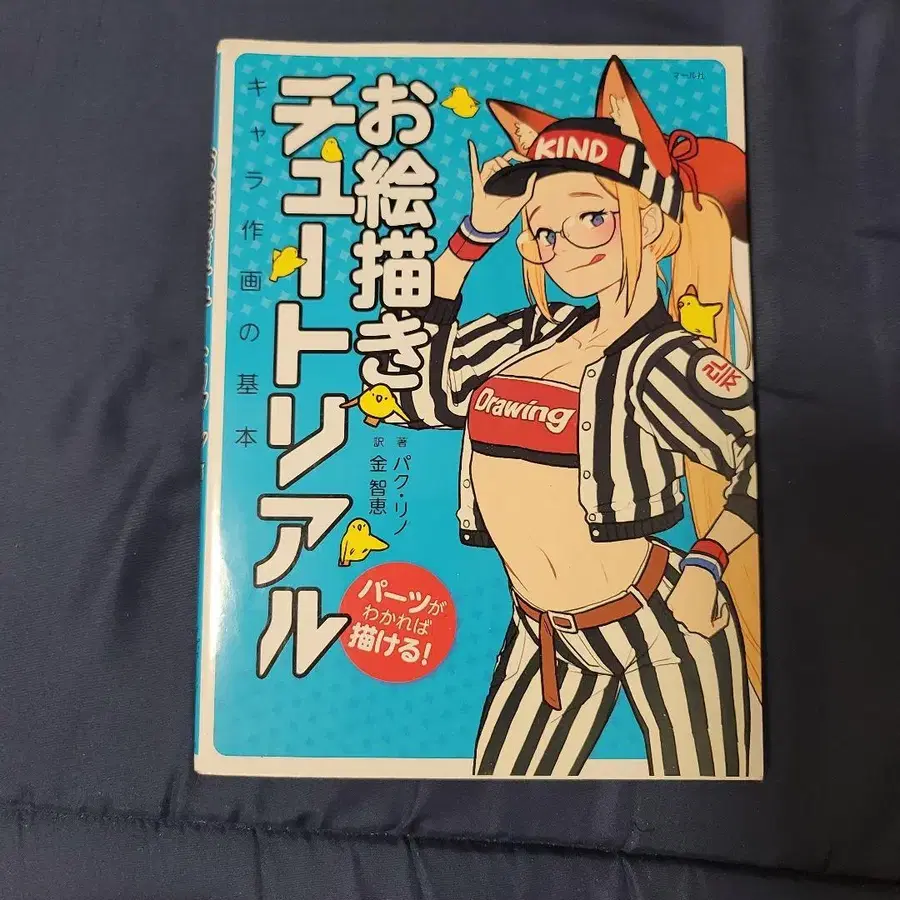 お絵描き
チュートリアル
キャラ作画の基本
著 パク・リノ
訳 金 智恵
パーツが
わかれば
描ける!
マール社
KIND
Drawing